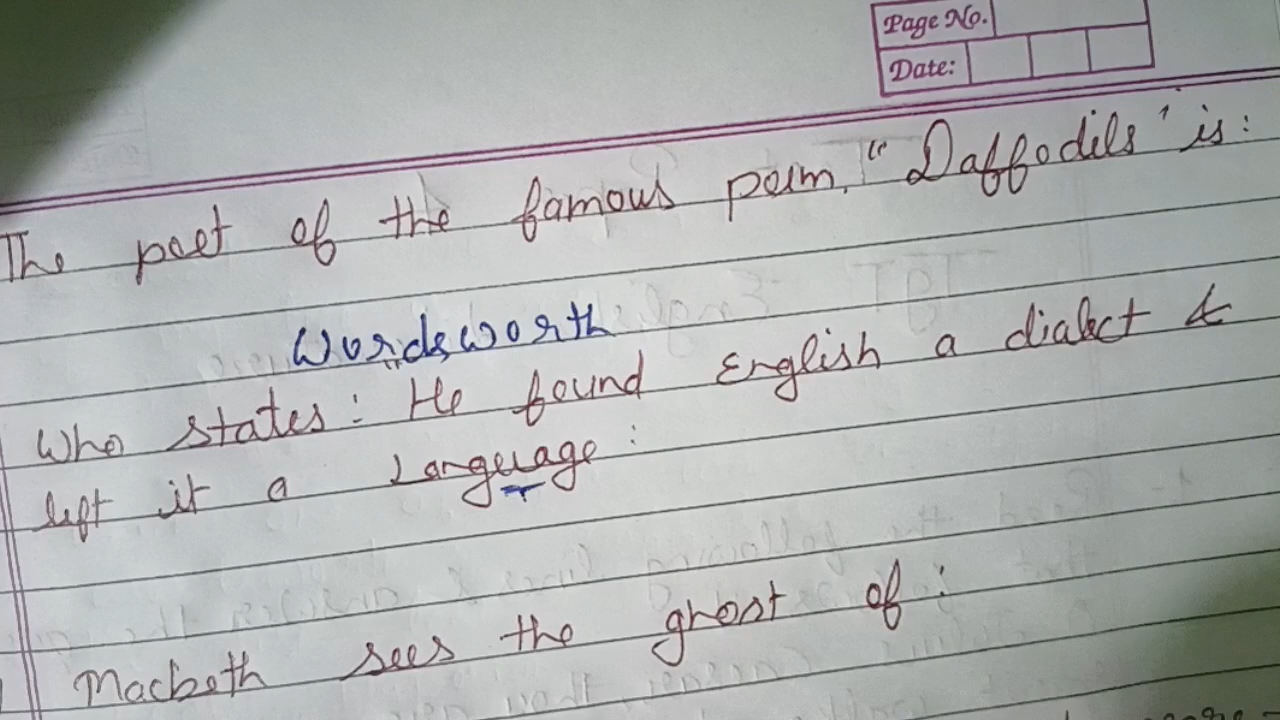 Page No.
Date:
The poet of the famous poem. "Daffodils" is:
Wordsworth
Who states: He found English a dialect &
left it a Language:
Macbeth sees the ghost of: